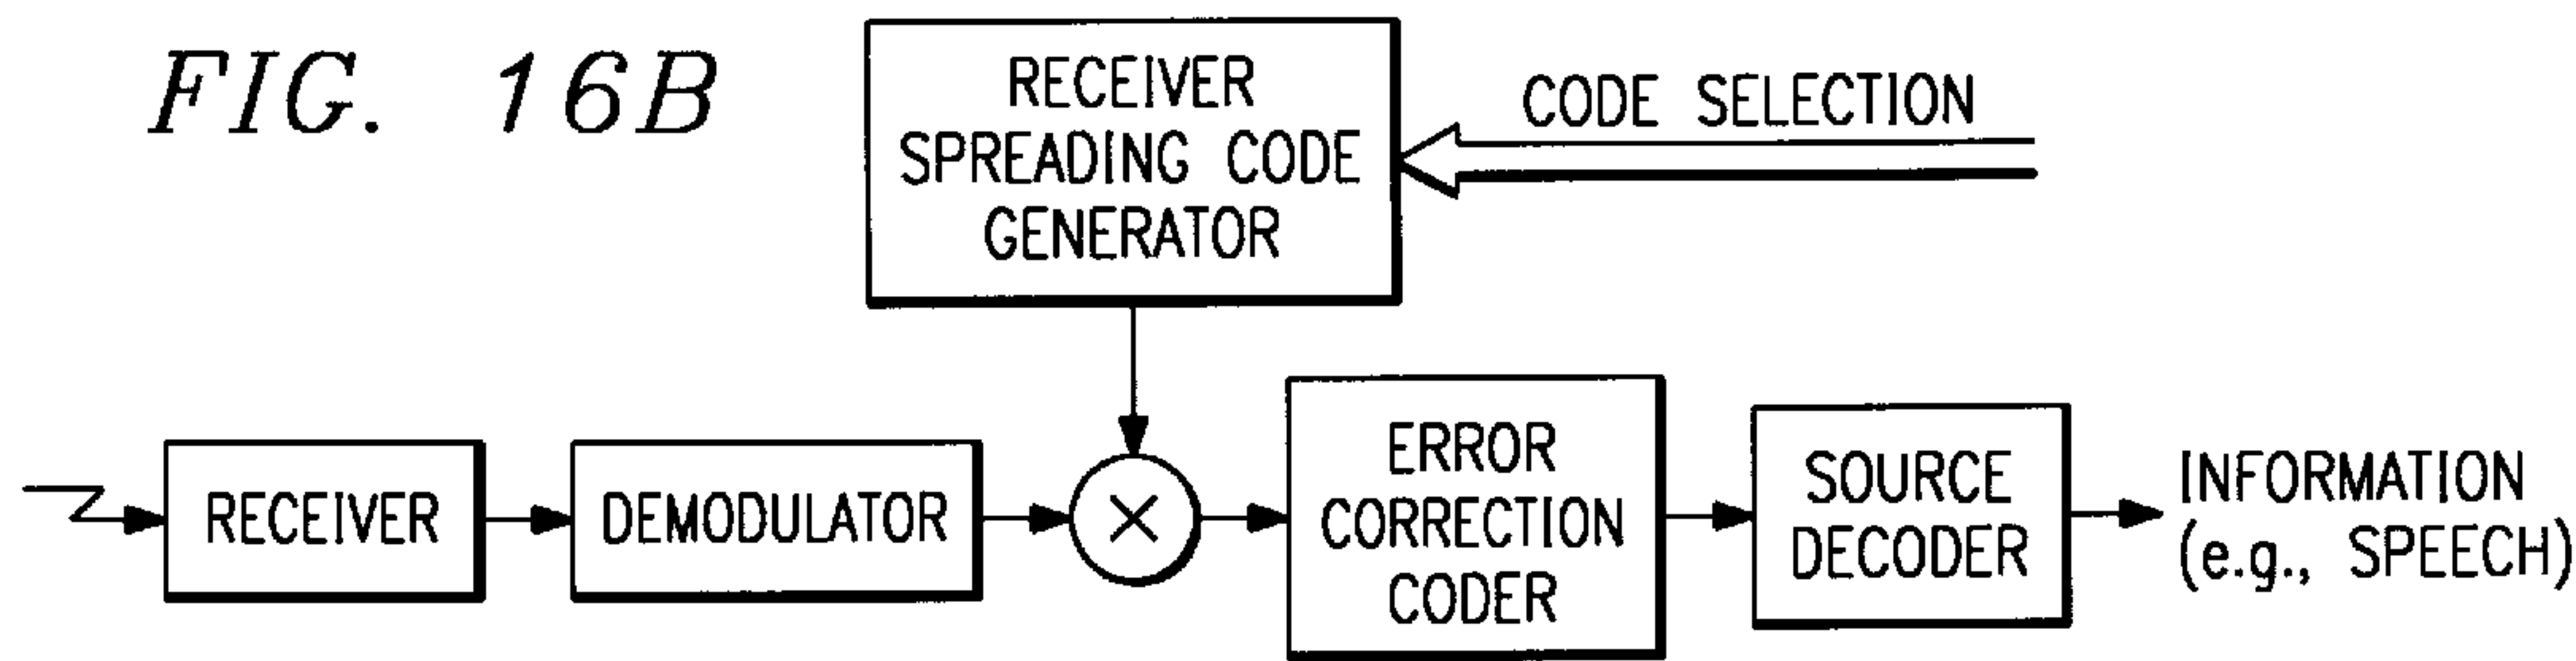 FIG. 16B
RECEIVER
SPREADING CODE
GENERATOR
CODE SELECTION
RECEIVER
DEMODULATOR
ERROR
CORRECTION
CODER
SOURCE
DECODER
INFORMATION
(e.g., SPEECH)